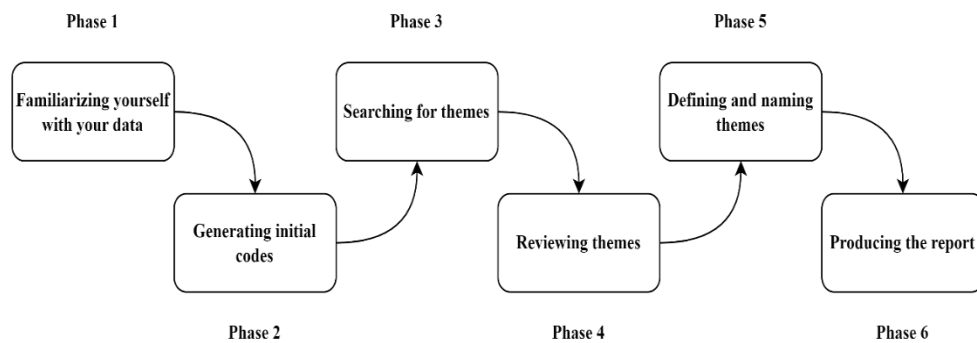 Phase 1
Phase 3
Phase 5
Familiarizing yourself
with your data
Searching for themes
Defining and naming
themes
Generating initial
codes
Reviewing themes
Producing the report
Phase 2
Phase 4
Phase 6